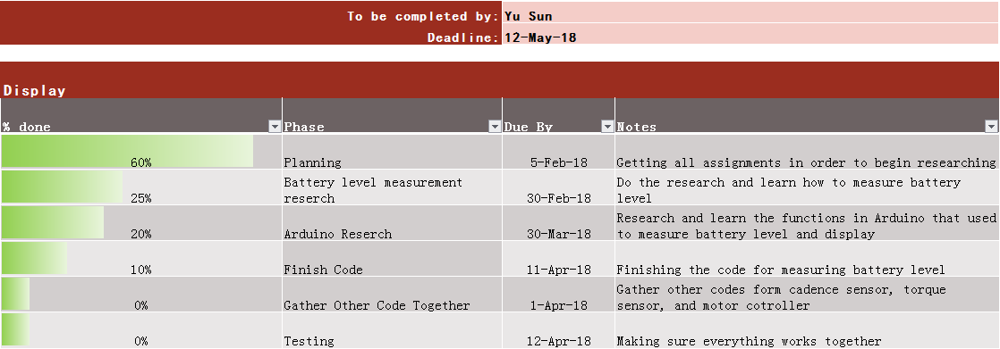 To be completed by: Yu Sun
Deadline: 12-May-18
Display
% done Phase Due By Notes
60% Planning 5-Feb-18 Getting all assignments in order to begin researching
25% Battery level measurement reserch 30-Feb-18 Do the research and learn how to measure battery level
20% Arduino Reserch 30-Mar-18 Research and learn the functions in Arduino that used to measure battery level and display
10% Finish Code 11-Apr-18 Finishing the code for measuring battery level
0% Gather Other Code Together 1-Apr-18 Gather other codes form cadence sensor, torque sensor, and motor cotroller
0% Testing 12-Apr-18 Making sure everything works together